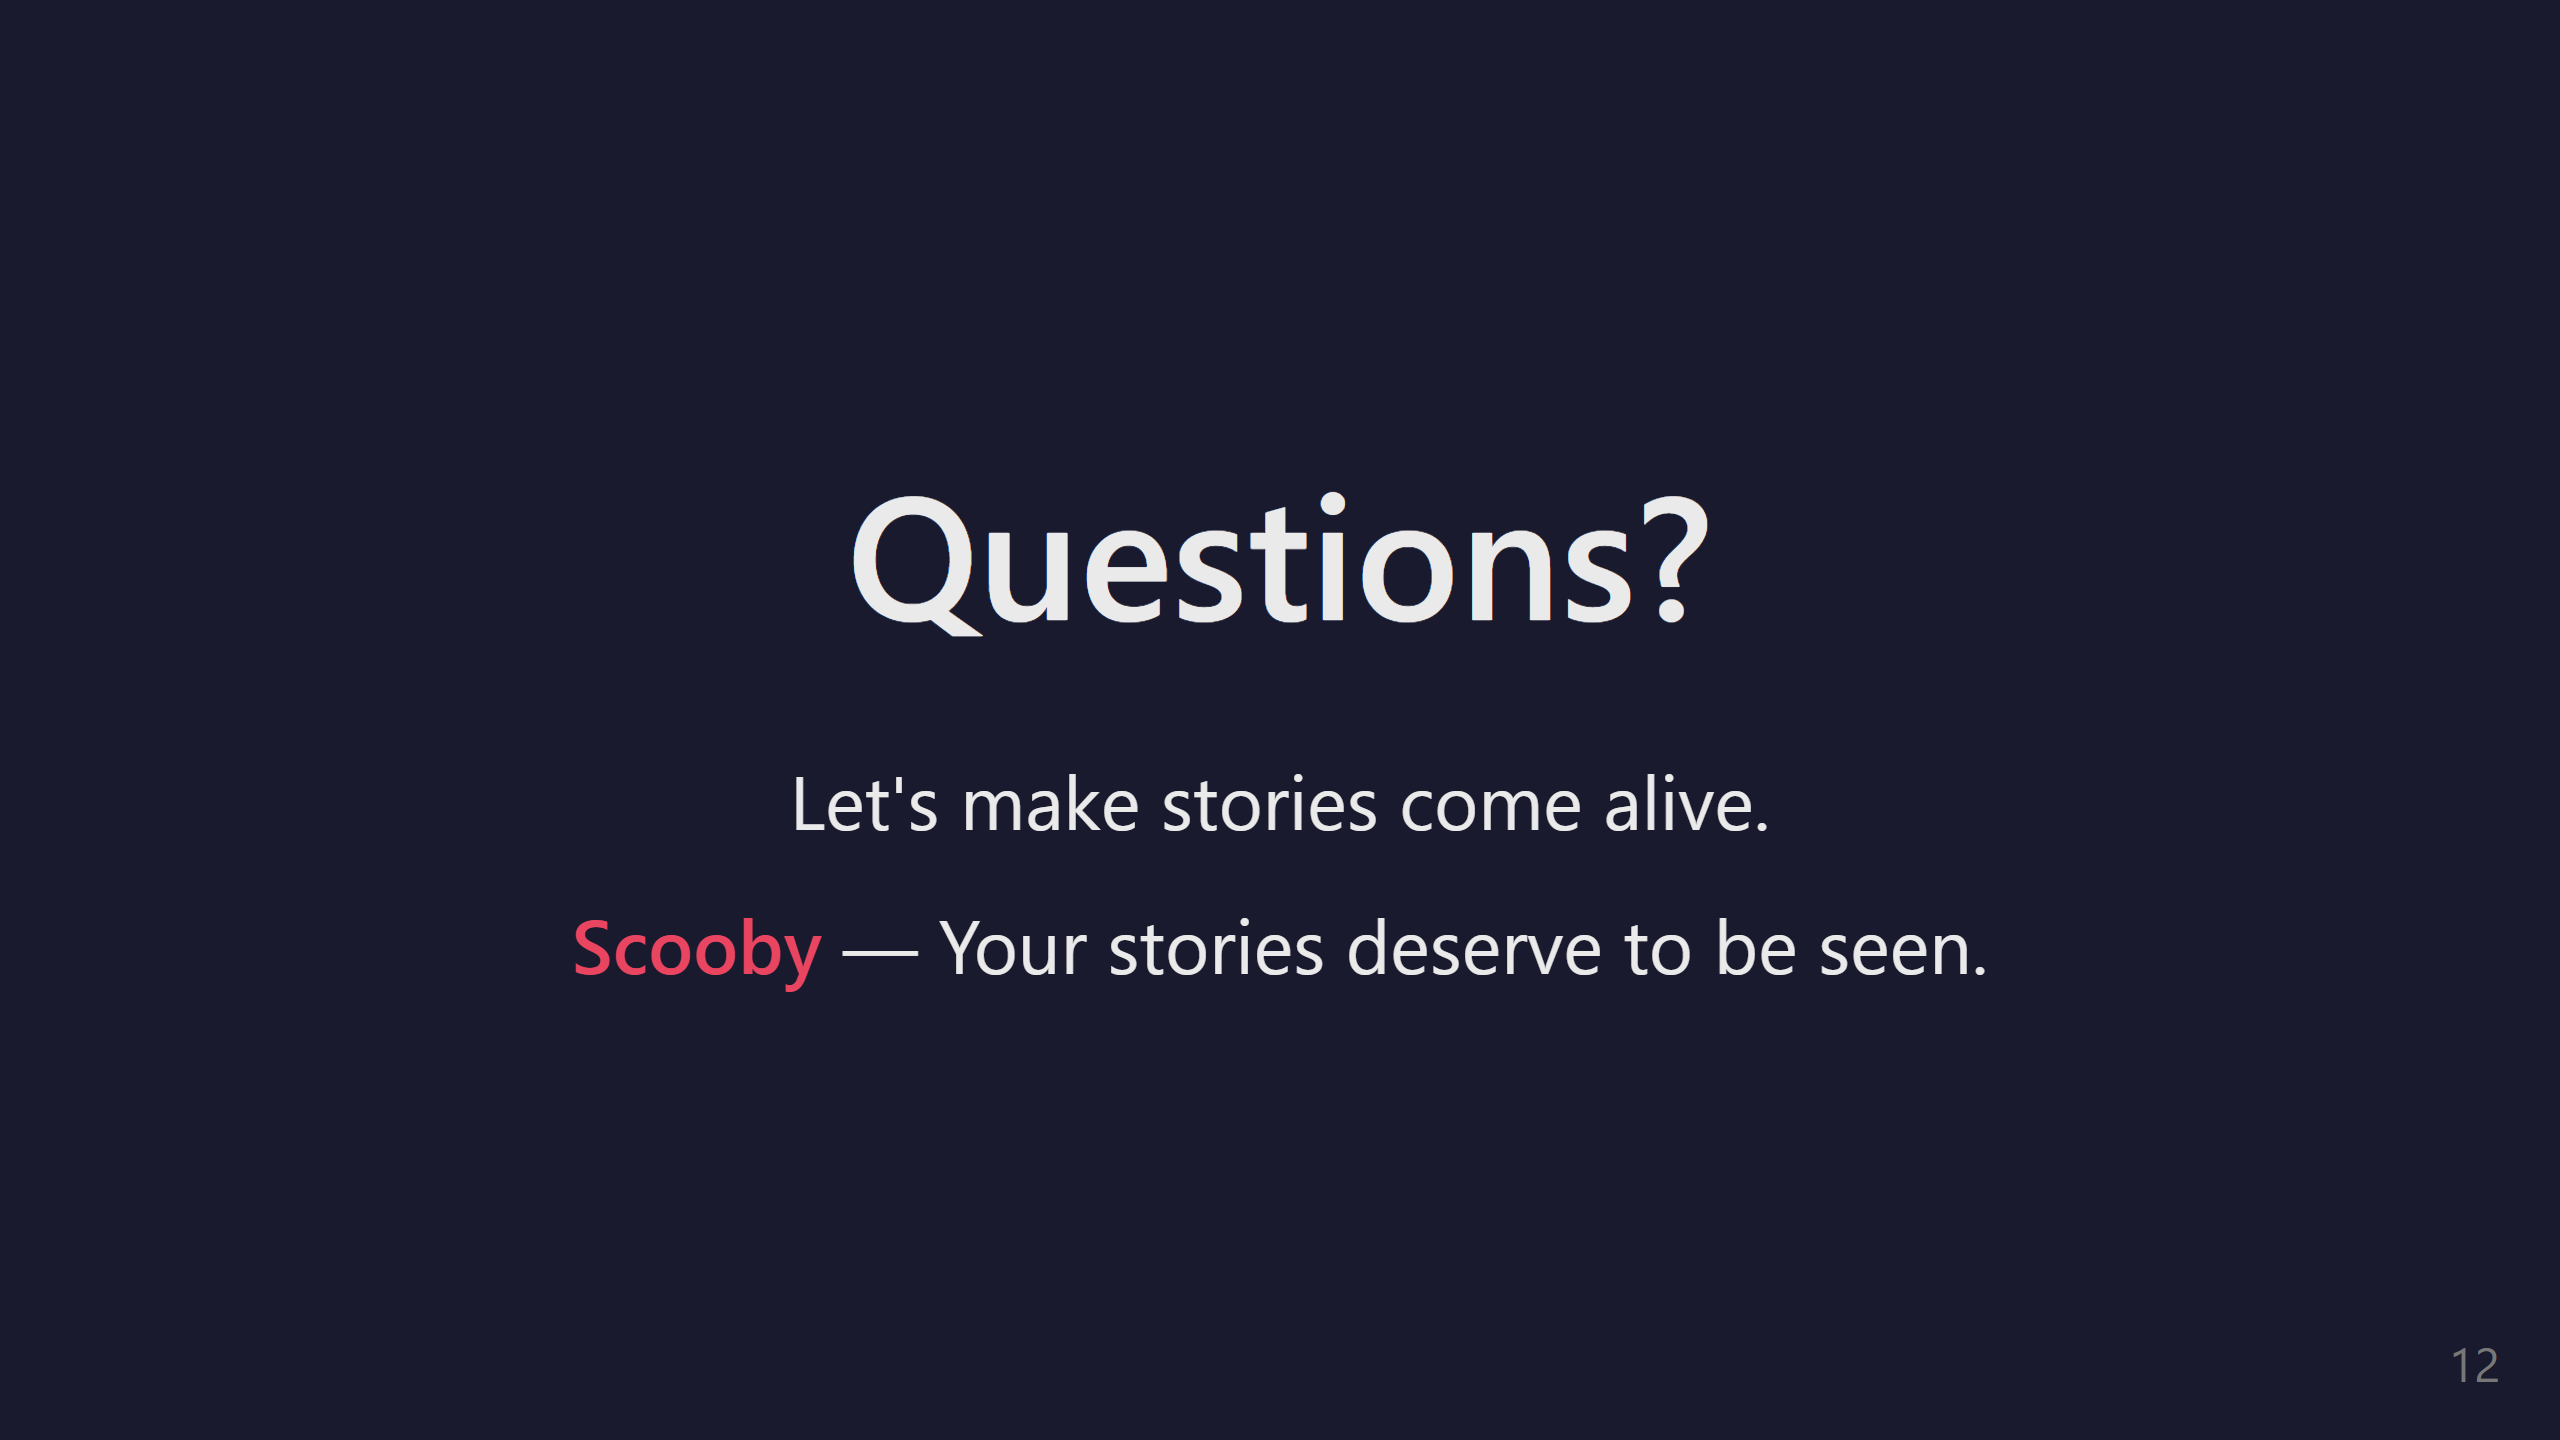 Questions?
Let's make stories come alive.
Scooby — Your stories deserve to be seen.
12